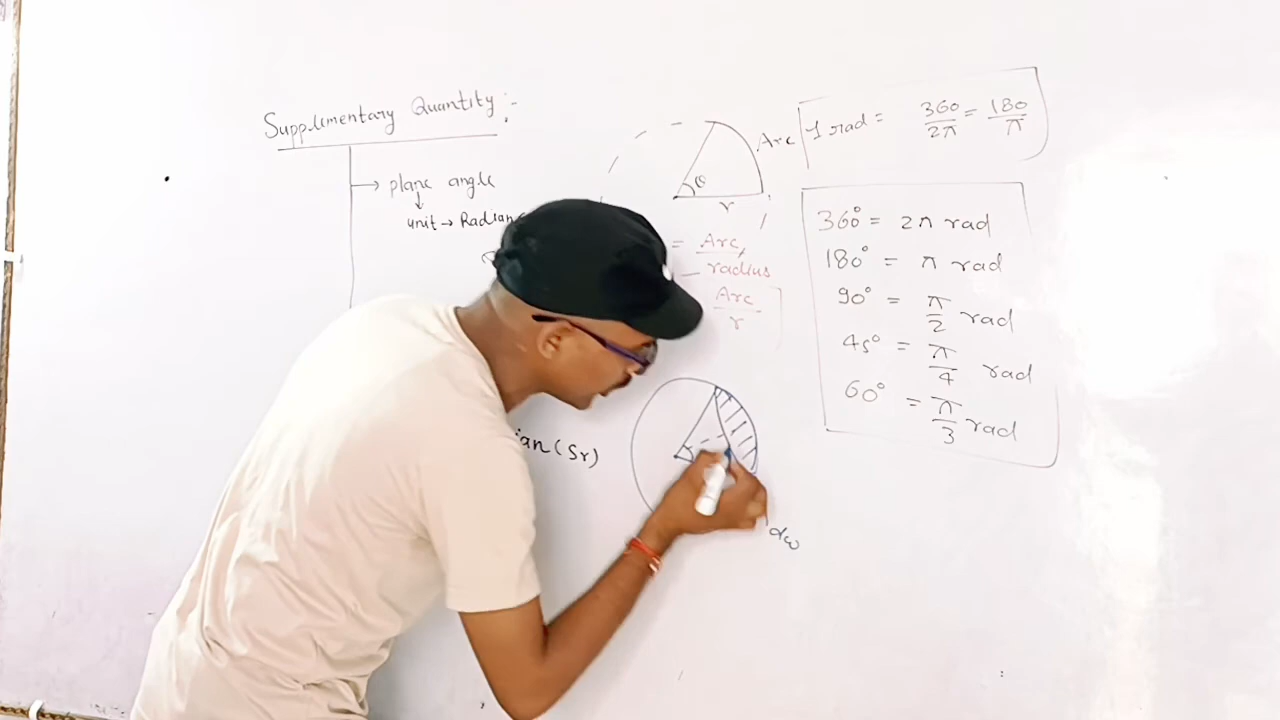 Supplementary Quantity :-
plane angle
unit → Radian
θ
r
Arc
= Arc / radius
Arc / r
1 rad = 360/2π = 180/π
360° = 2π rad
180° = π rad
90° = π/2 rad
45° = π/4 rad
60° = π/3 rad
ian (Sr)
dω